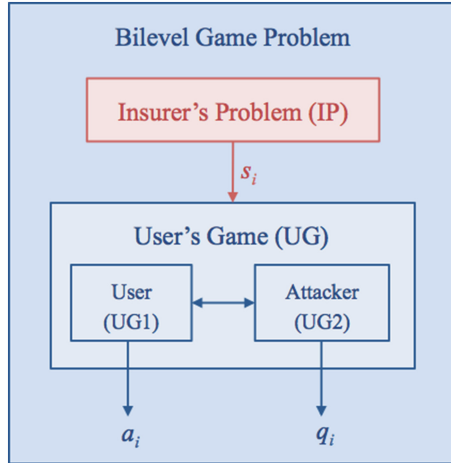 Bilevel Game Problem
Insurer's Problem (IP)
s_i
User's Game (UG)
User
(UG1)
Attacker
(UG2)
a_i
q_i